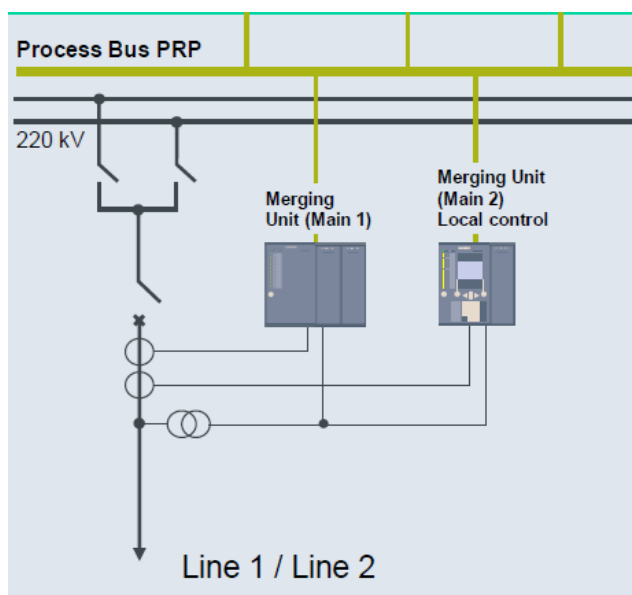 Process Bus PRP
220 kV
Merging
Unit (Main 1)
Merging Unit
(Main 2)
Local control
Line 1 / Line 2